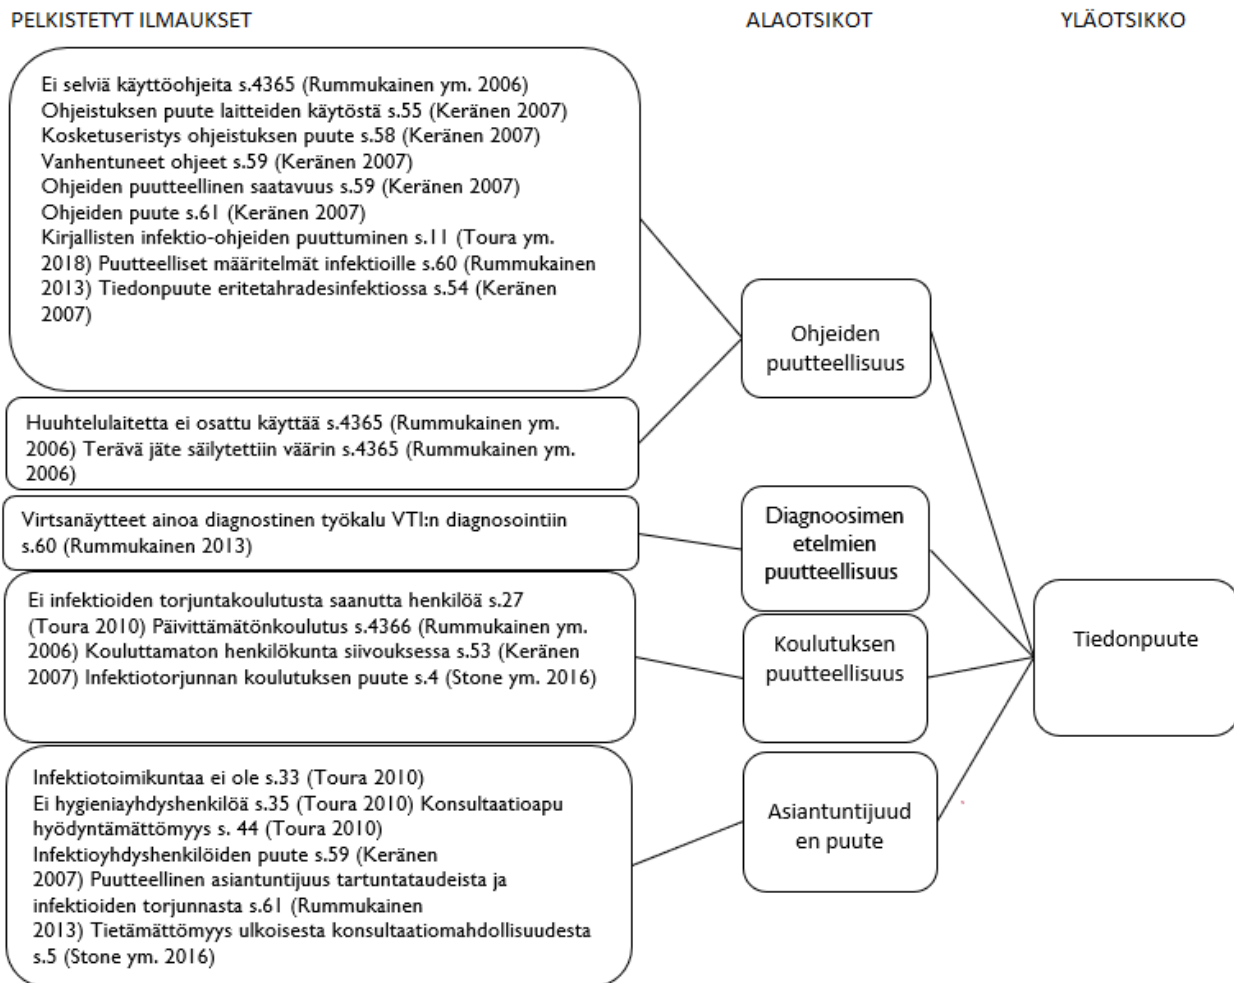 PELKISTETYT ILMAUKSET
ALAOTSIKOT
YLÄOTSIKKO
Ei selviä käyttöohjeita s.4365 (Rummukainen ym. 2006)
Ohjeistuksen puute laitteiden käytöstä s.55 (Keränen 2007)
Kosketuseristys ohjeistuksen puute s.58 (Keränen 2007)
Vanhentuneet ohjeet s.59 (Keränen 2007)
Ohjeiden puutteellinen saatavuus s.59 (Keränen 2007)
Ohjeiden puute s.61 (Keränen 2007)
Kirjallisten infektio-ohjeiden puuttuminen s.11 (Toura ym.
2018) Puutteelliset määritelmät infektioille s.60 (Rummukainen
2013) Tiedonpuute eritetahradesinfektiossa s.54 (Keränen
2007)
Huuhtelulaitetta ei osattu käyttää s.4365 (Rummukainen ym.
2006) Terävä jäte säilytettiin väärin s.4365 (Rummukainen ym.
2006)
Virtsanäytteet ainoa diagnostinen työkalu VTI:n diagnosointiin
s.60 (Rummukainen 2013)
Ei infektioiden torjuntakoulutusta saanutta henkilöä s.27
(Toura 2010) Päivittämätönkoulutus s.4366 (Rummukainen ym.
2006) Kouluttamaton henkilökunta siivouksessa s.53 (Keränen
2007) Infektiotorjunnan koulutuksen puute s.4 (Stone ym. 2016)
Infektiotoimikuntaa ei ole s.33 (Toura 2010)
Ei hygieniayhdyshenkilöä s.35 (Toura 2010) Konsultaatioapu
hyödyntämättömyys s. 44 (Toura 2010)
Infektioyhdyshenkilöiden puute s.59 (Keränen
2007) Puutteellinen asiantuntijuus tartuntataudeista ja
infektioiden torjunnasta s.61 (Rummukainen
2013) Tietämättömyys ulkoisesta konsultaatiomahdollisuudesta
s.5 (Stone ym. 2016)
Ohjeiden
puutteellisuus
Diagnoosimen
etelmien
puutteellisuus
Koulutuksen
puutteellisuus
Asiantuntijuud
en puute
Tiedonpuute